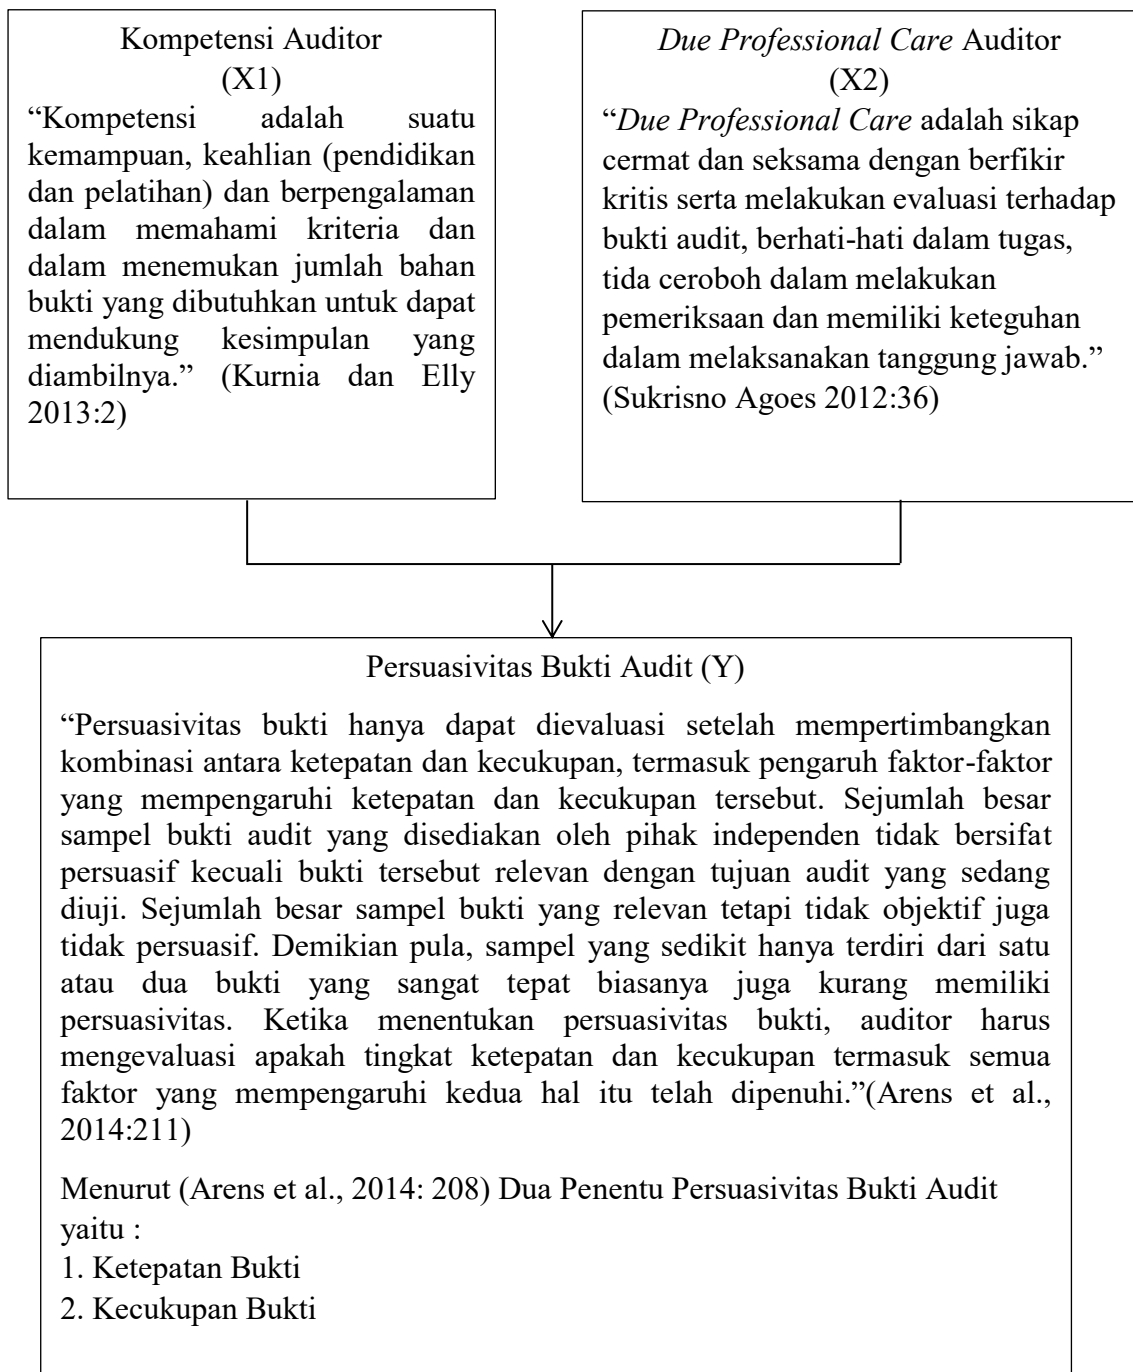 Kompetensi Auditor
(X1)
“Kompetensi adalah suatu
kemampuan, keahlian (pendidikan
dan pelatihan) dan berpengalaman
dalam memahami kriteria dan
dalam menemukan jumlah bahan
bukti yang dibutuhkan untuk dapat
mendukung kesimpulan yang
diambilnya.” (Kurnia dan Elly
2013:2)
Due Professional Care Auditor
(X2)
“Due Professional Care adalah sikap
cermat dan seksama dengan berfikir
kritis serta melakukan evaluasi terhadap
bukti audit, berhati-hati dalam tugas,
tida ceroboh dalam melakukan
pemeriksaan dan memiliki keteguhan
dalam melaksanakan tanggung jawab.”
(Sukrisno Agoes 2012:36)
Persuasivitas Bukti Audit (Y)
“Persuasivitas bukti hanya dapat dievaluasi setelah mempertimbangkan
kombinasi antara ketepatan dan kecukupan, termasuk pengaruh faktor-faktor
yang mempengaruhi ketepatan dan kecukupan tersebut. Sejumlah besar
sampel bukti audit yang disediakan oleh pihak independen tidak bersifat
persuasif kecuali bukti tersebut relevan dengan tujuan audit yang sedang
diuji. Sejumlah besar sampel bukti yang relevan tetapi tidak objektif juga
tidak persuasif. Demikian pula, sampel yang sedikit hanya terdiri dari satu
atau dua bukti yang sangat tepat biasanya juga kurang memiliki
persuasivitas. Ketika menentukan persuasivitas bukti, auditor harus
mengevaluasi apakah tingkat ketepatan dan kecukupan termasuk semua
faktor yang mempengaruhi kedua hal itu telah dipenuhi.”(Arens et al.,
2014:211)
Menurut (Arens et al., 2014: 208) Dua Penentu Persuasivitas Bukti Audit
yaitu :
1. Ketepatan Bukti
2. Kecukupan Bukti